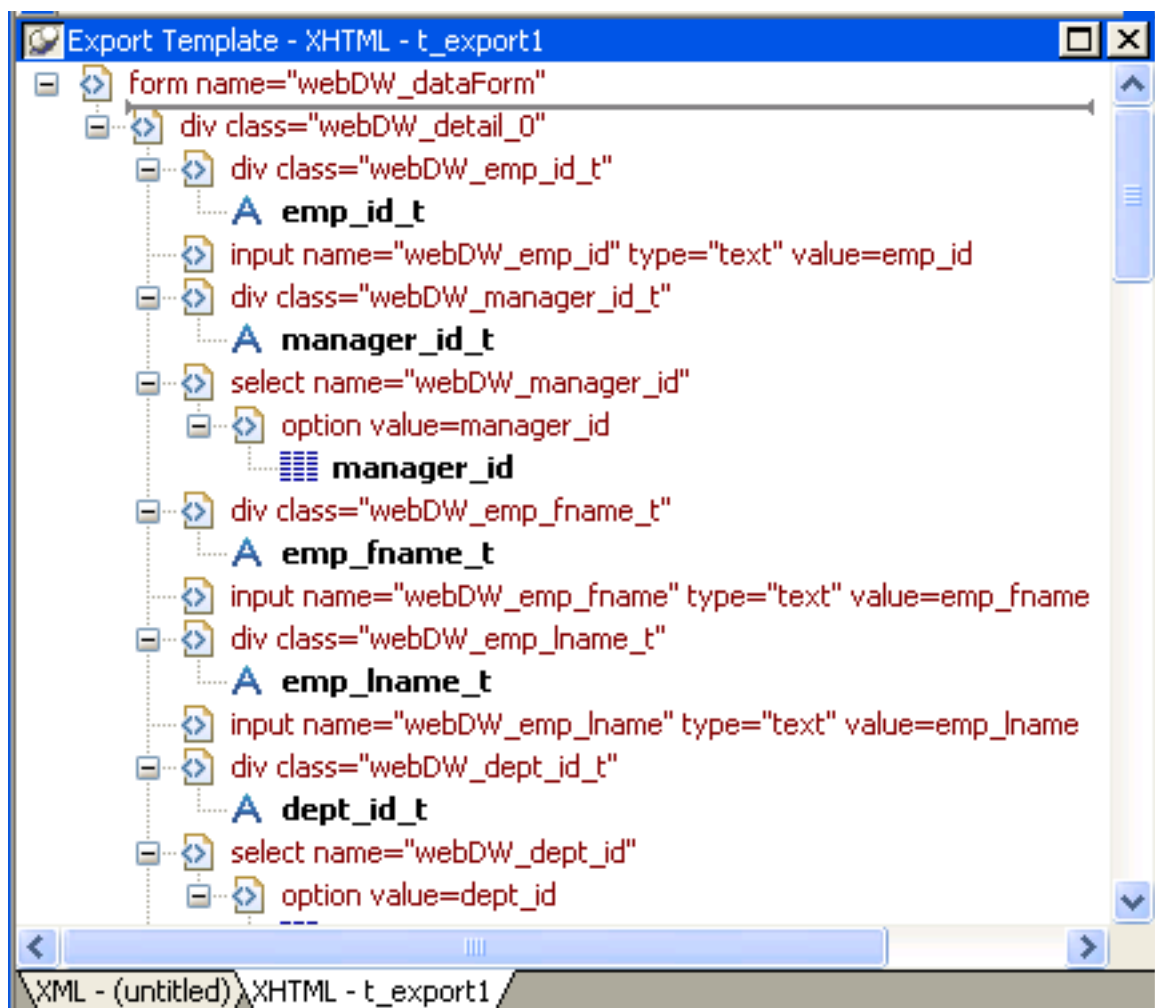 Export Template - XHTML - t_export1
form name="webDW_dataForm"
div class="webDW_detail_0"
div class="webDW_emp_id_t"
emp_id_t
input name="webDW_emp_id" type="text" value=emp_id
div class="webDW_manager_id_t"
manager_id_t
select name="webDW_manager_id"
option value=manager_id
manager_id
div class="webDW_emp_fname_t"
emp_fname_t
input name="webDW_emp_fname" type="text" value=emp_fname
div class="webDW_emp_lname_t"
emp_lname_t
input name="webDW_emp_lname" type="text" value=emp_lname
div class="webDW_dept_id_t"
dept_id_t
select name="webDW_dept_id"
option value=dept_id
XML - (untitled) XHTML - t_export1